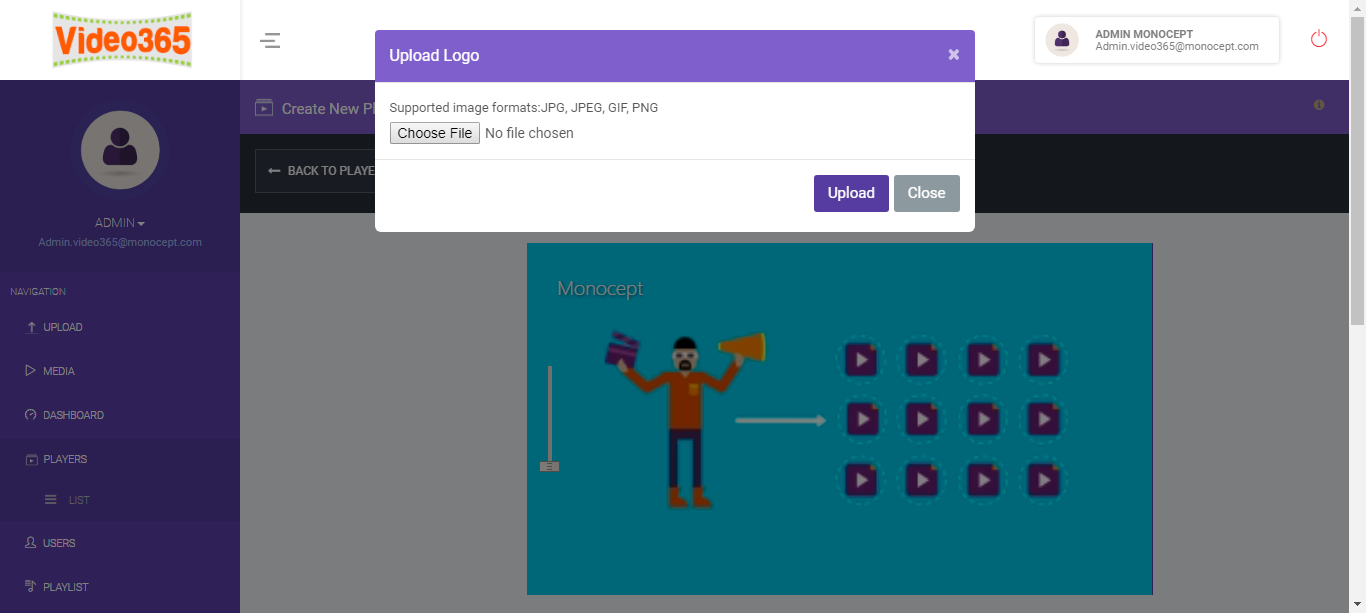 Video365
Upload Logo
ADMIN MONOCEPT
Admin.video365@monocept.com
Supported image formats:JPG, JPEG, GIF, PNG
Choose File No file chosen
Upload Close
Create New Pl
BACK TO PLAYE
ADMIN
Admin.video365@monocept.com
NAVIGATION
UPLOAD
MEDIA
DASHBOARD
PLAYERS
LIST
USERS
PLAYLIST
Monocept